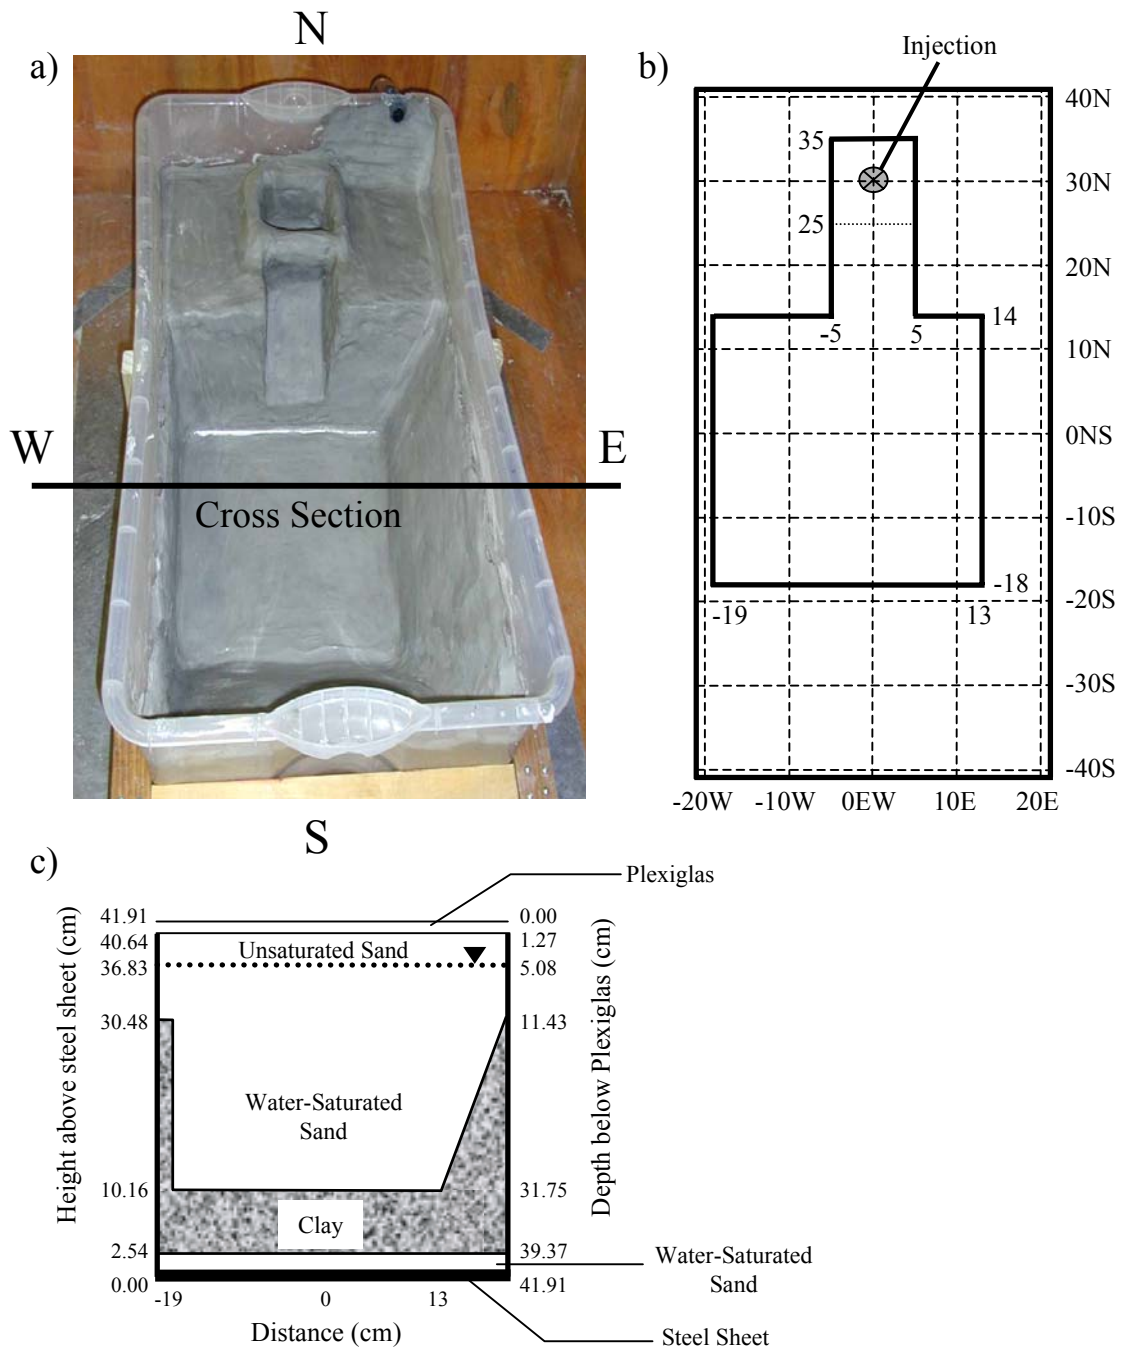 N
a)
W
E
Cross Section
S
b)
Injection
40N
35
30N
25
20N
-5
5
14
10N
0NS
-10S
-18
-19
13
-20S
-30S
-40S
-20W
-10W
0EW
10E
20E
c)
Plexiglas
Height above steel sheet (cm)
41.91
40.64
36.83
30.48
10.16
2.54
0.00
Unsaturated Sand
Water-Saturated
Sand
Clay
0.00
1.27
5.08
11.43
31.75
39.37
41.91
Depth below Plexiglas (cm)
Water-Saturated
Sand
Steel Sheet
-19
0
13
Distance (cm)